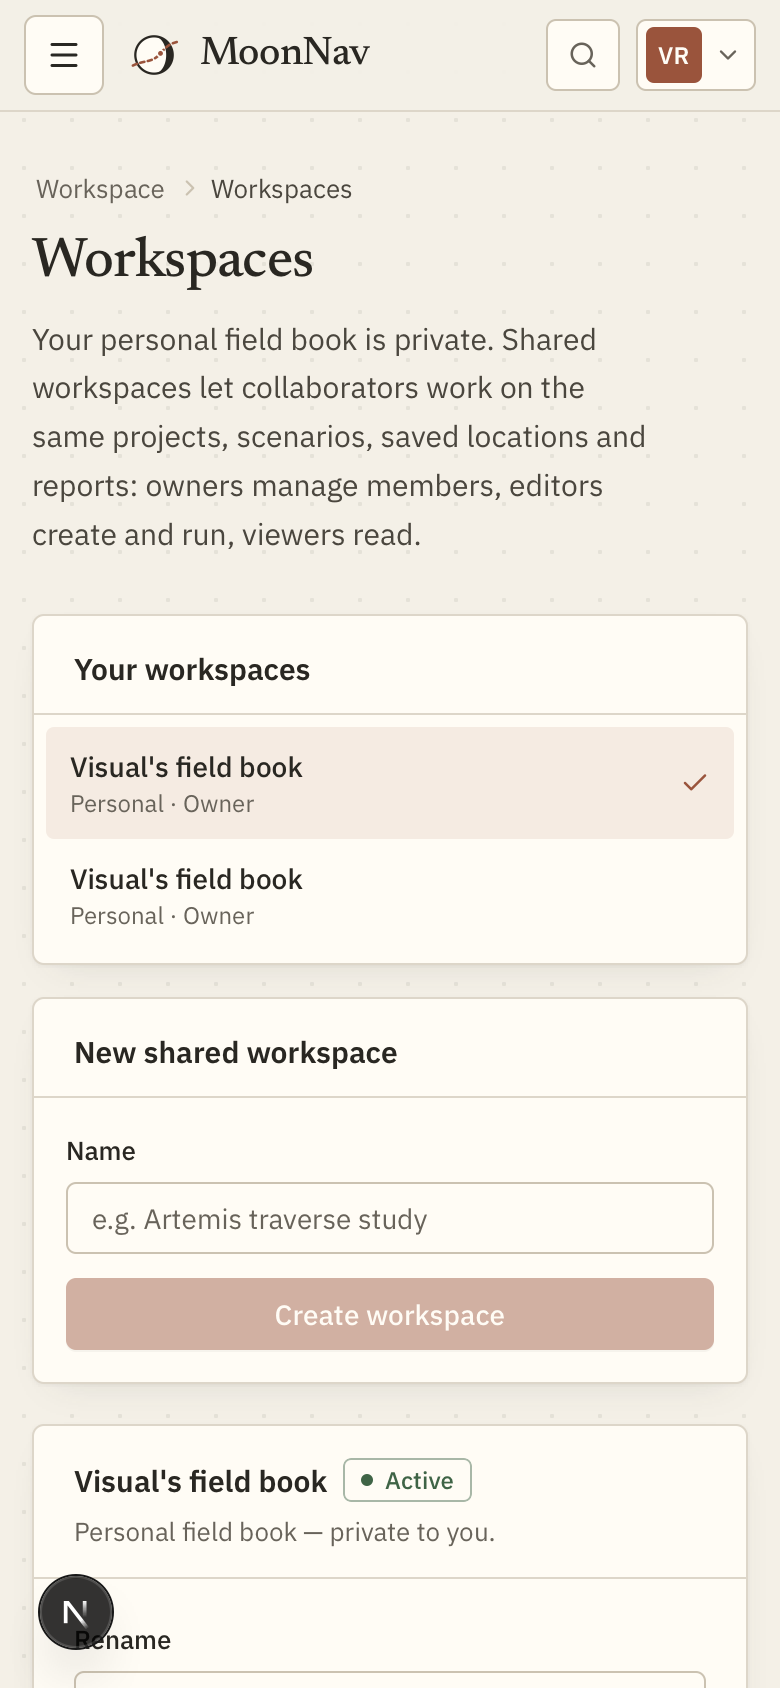 MoonNav
VR
Workspace > Workspaces
Workspaces
Your personal field book is private. Shared
workspaces let collaborators work on the
same projects, scenarios, saved locations and
reports: owners manage members, editors
create and run, viewers read.
Your workspaces
Visual's field book
Personal · Owner
Visual's field book
Personal · Owner
New shared workspace
Name
e.g. Artemis traverse study
Create workspace
Visual's field book
Active
Personal field book — private to you.
N
Rename